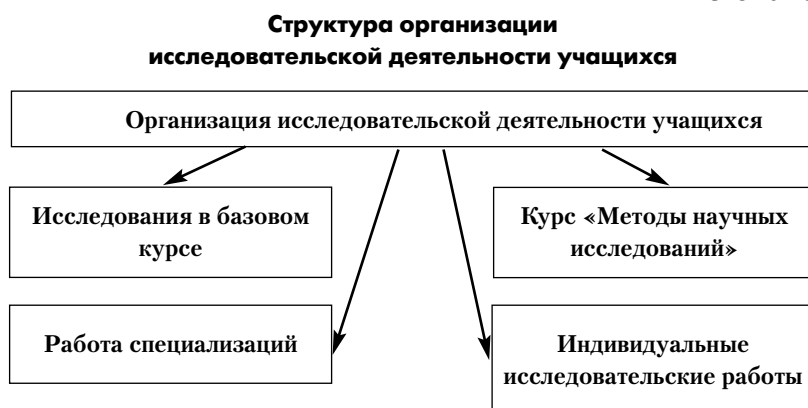 Структура организации
исследовательской деятельности учащихся
Организация исследовательской деятельности учащихся
Исследования в базовом
курсе
Курс «Методы научных
исследований»
Работа специализаций
Индивидуальные
исследовательские работы